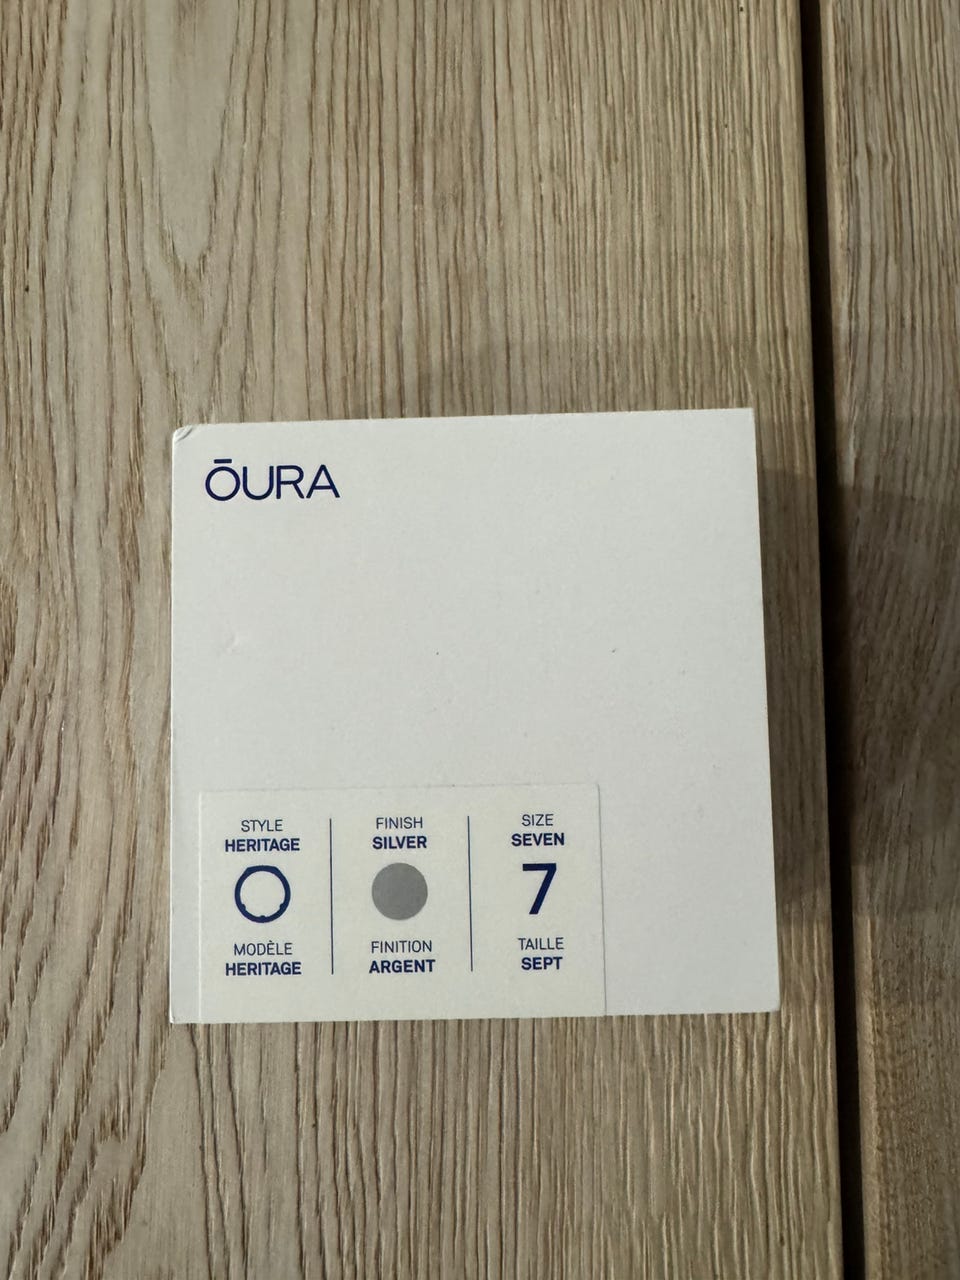 ŌURA
STYLE
HERITAGE
MODÈLE
HERITAGE
FINISH
SILVER
FINITION
ARGENT
SIZE
SEVEN
7
TAILLE
SEPT